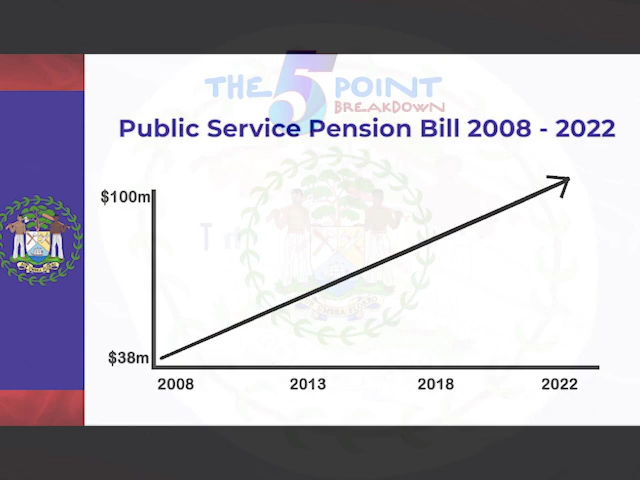 THE 5 POINT
BREAKDOWN
Public Service Pension Bill 2008 - 2022
$100m
$38m
2008 2013 2018 2022